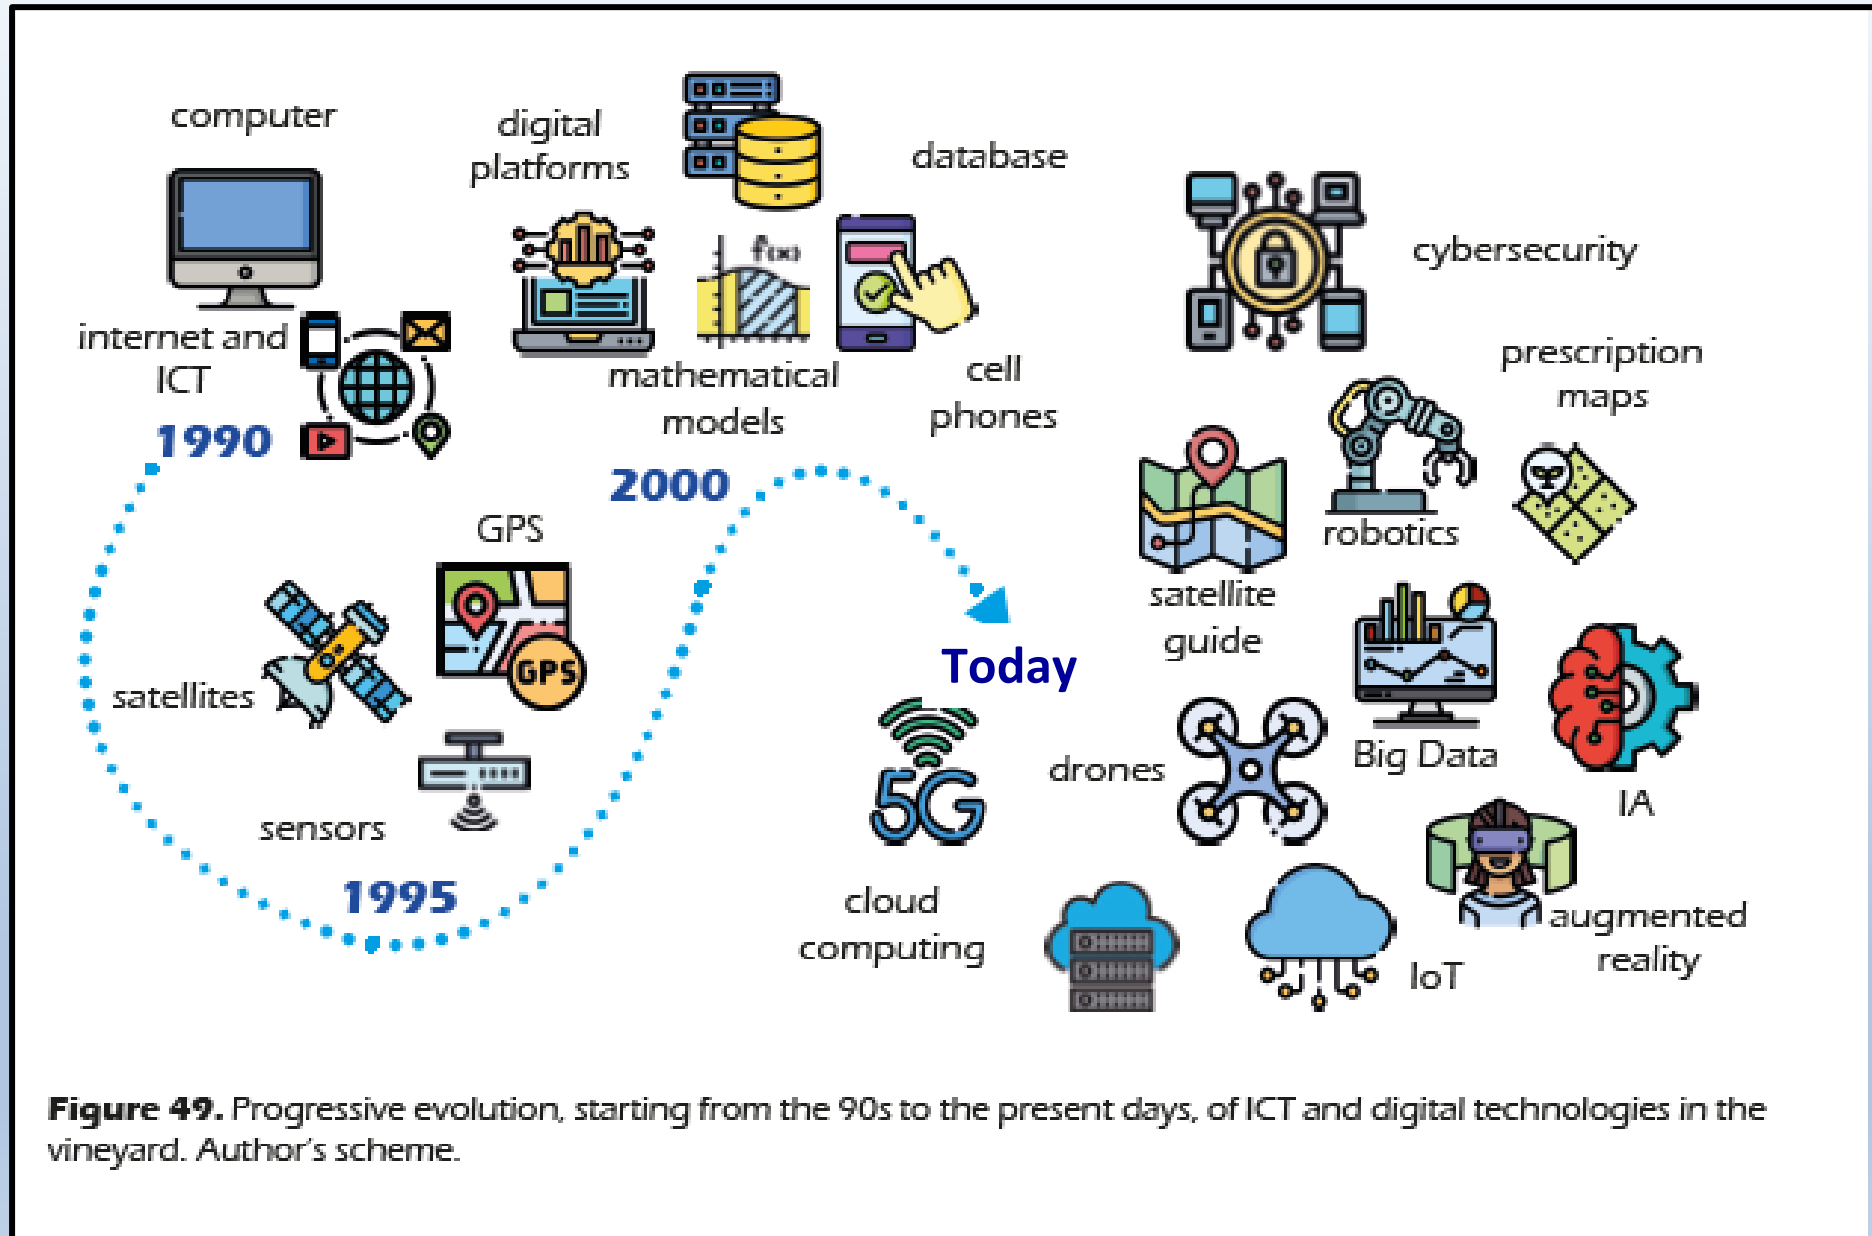 computer
internet and
ICT
1990
digital
platforms
database
f(x)
mathematical
models
cell
phones
2000
GPS
GPS
satellites
sensors
1995
Today
5G
cloud
computing
drones
cybersecurity
prescription
maps
robotics
satellite
guide
Big Data
IA
augmented
reality
IoT
Figure 49. Progressive evolution, starting from the 90s to the present days, of ICT and digital technologies in the
vineyard. Author's scheme.